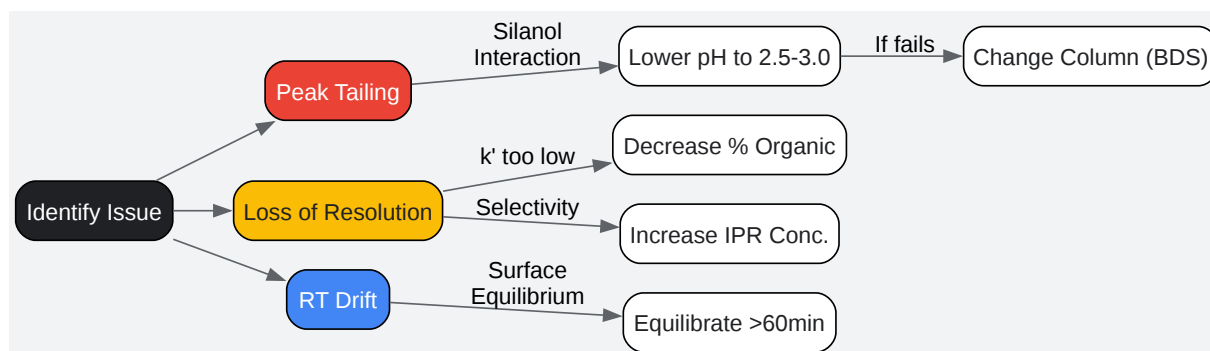 Silanol
Interaction
Lower pH to 2.5-3.0
If fails
Change Column (BDS)
Peak Tailing
k' too low
Decrease % Organic
Identify Issue
Loss of Resolution
Selectivity
Increase IPR Conc.
Surface
Equilibrium
RT Drift
Equilibrate >60min